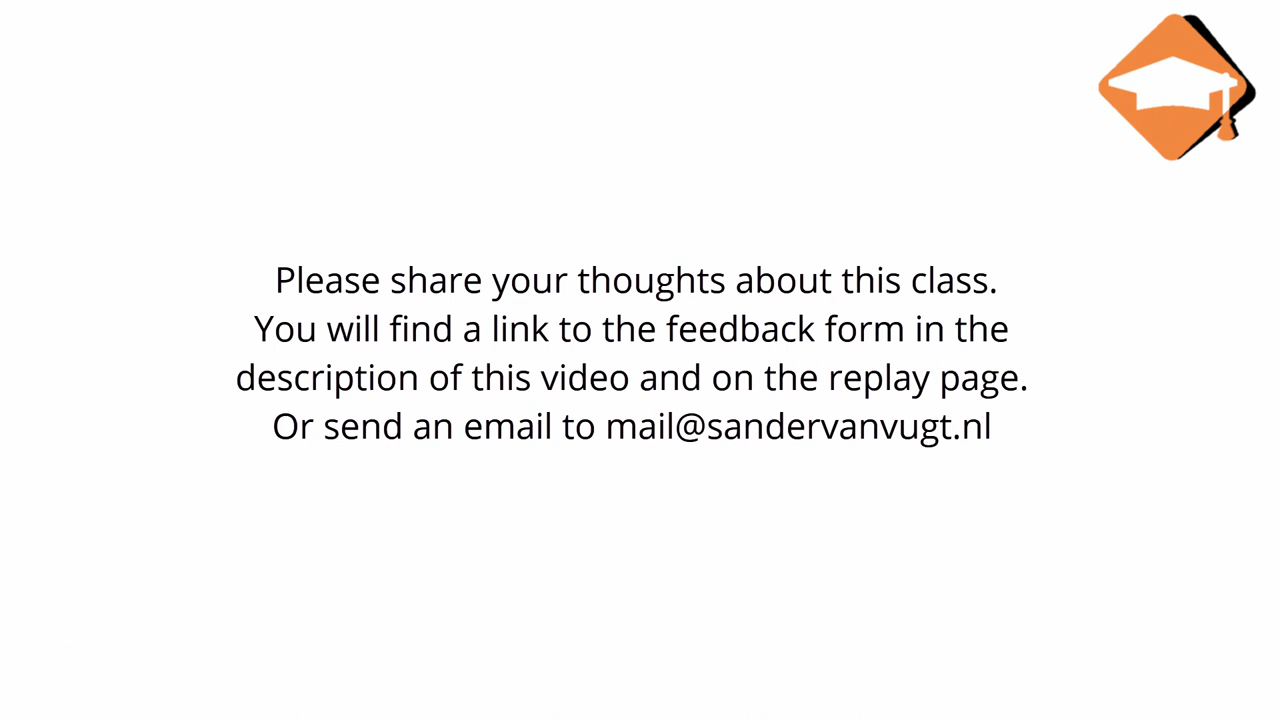 Please share your thoughts about this class.
You will find a link to the feedback form in the
description of this video and on the replay page.
Or send an email to mail@sandervanvugt.nl